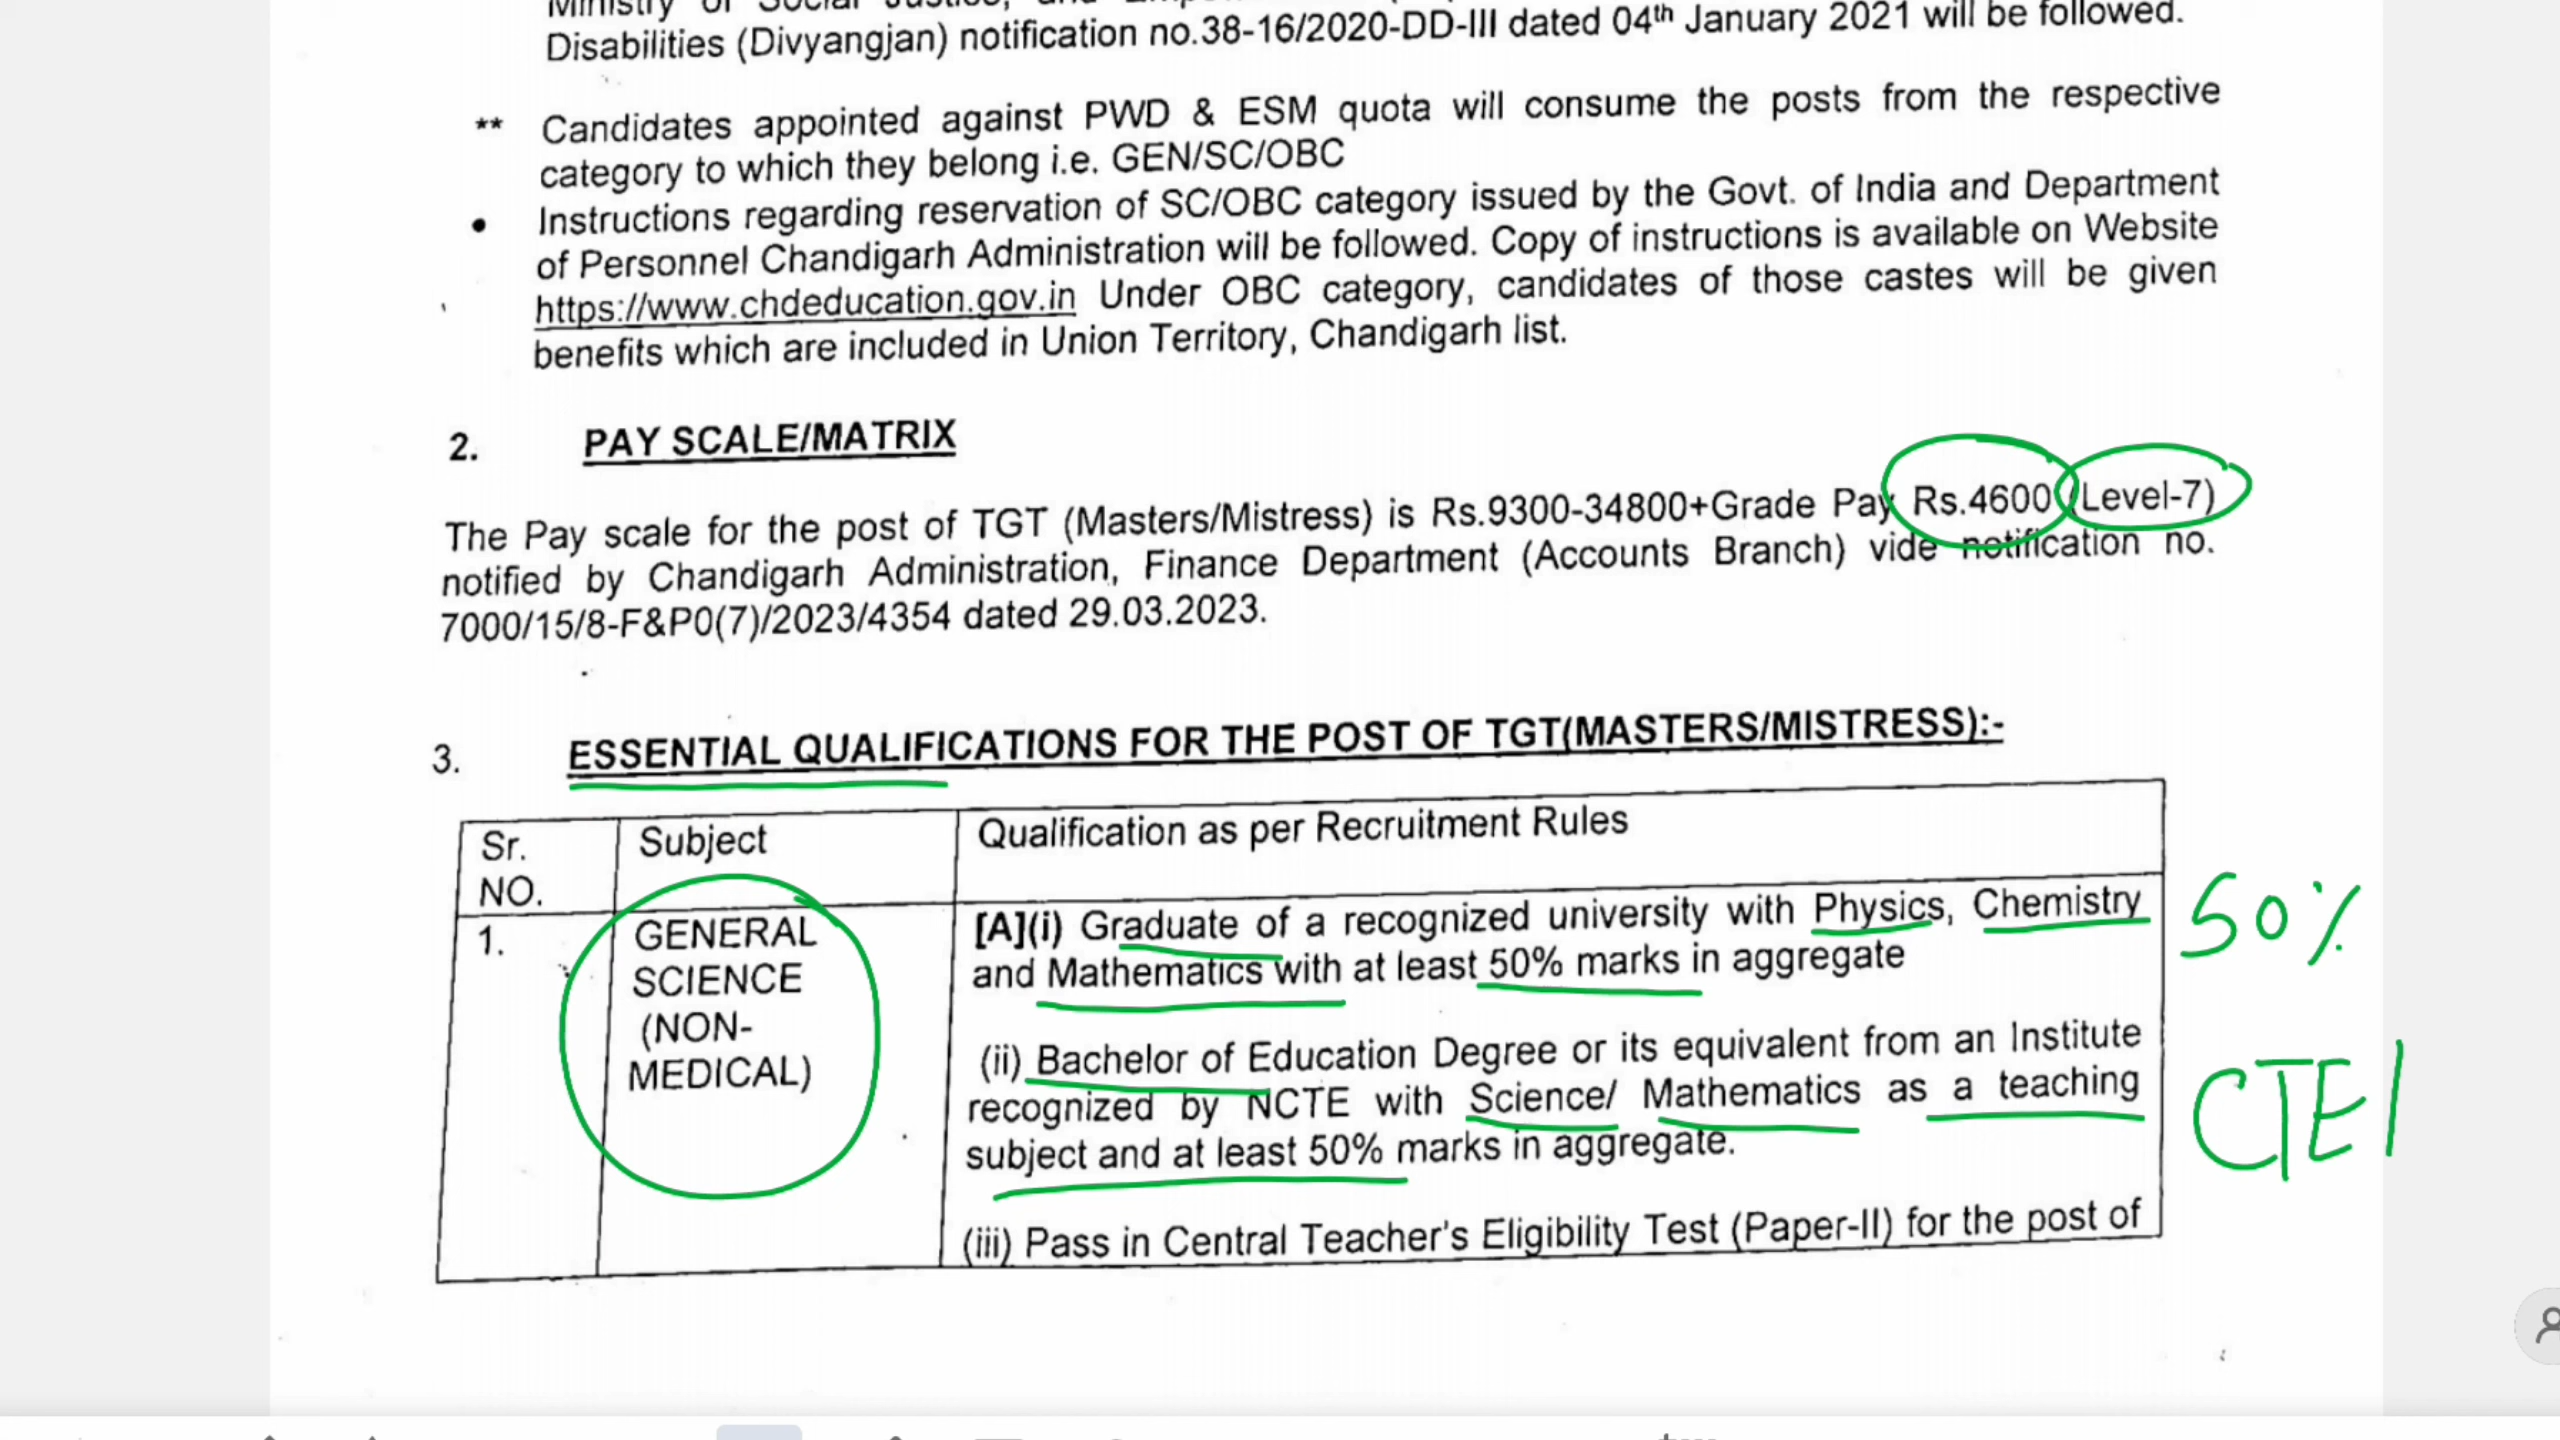 Ministry of Social Justice, and
Disabilities (Divyangjan) notification no.38-16/2020-DD-III dated 04th January 2021 will be followed.
** Candidates appointed against PWD & ESM quota will consume the posts from the respective
category to which they belong i.e. GEN/SC/OBC
• Instructions regarding reservation of SC/OBC category issued by the Govt. of India and Department
of Personnel Chandigarh Administration will be followed. Copy of instructions is available on Website
https://www.chdeducation.gov.in Under OBC category, candidates of those castes will be given
benefits which are included in Union Territory, Chandigarh list.
2. PAY SCALE/MATRIX
The Pay scale for the post of TGT (Masters/Mistress) is Rs.9300-34800+Grade Pay Rs.4600 (Level-7)
notified by Chandigarh Administration, Finance Department (Accounts Branch) vide notification no.
7000/15/8-F&P0(7)/2023/4354 dated 29.03.2023.
3. ESSENTIAL QUALIFICATIONS FOR THE POST OF TGT(MASTERS/MISTRESS):-
Sr.
NO.
Subject
Qualification as per Recruitment Rules
1.
GENERAL
SCIENCE
(NON-
MEDICAL)
[A](i) Graduate of a recognized university with Physics, Chemistry
and Mathematics with at least 50% marks in aggregate
(ii) Bachelor of Education Degree or its equivalent from an Institute
recognized by NCTE with Science/ Mathematics as a teaching
subject and at least 50% marks in aggregate.
(iii) Pass in Central Teacher's Eligibility Test (Paper-II) for the post of
50%
CTE